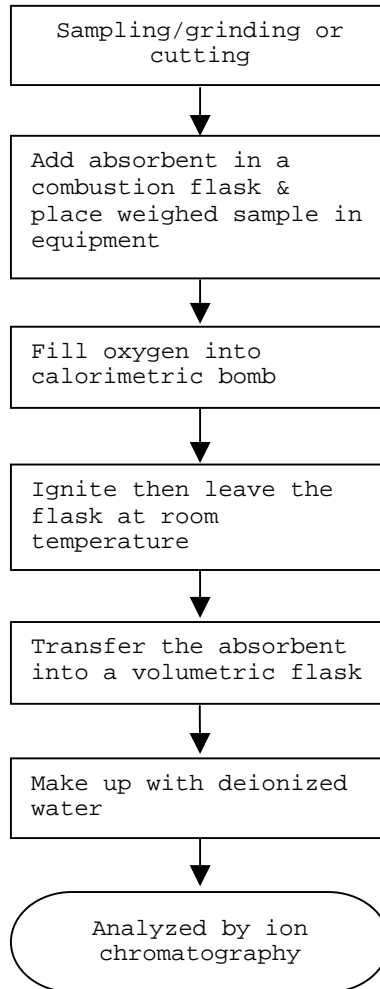 Sampling/grinding or
cutting
Add absorbent in a
combustion flask &
place weighed sample in
equipment
Fill oxygen into
calorimetric bomb
Ignite then leave the
flask at room
temperature
Transfer the absorbent
into a volumetric flask
Make up with deionized
water
Analyzed by ion
chromatography